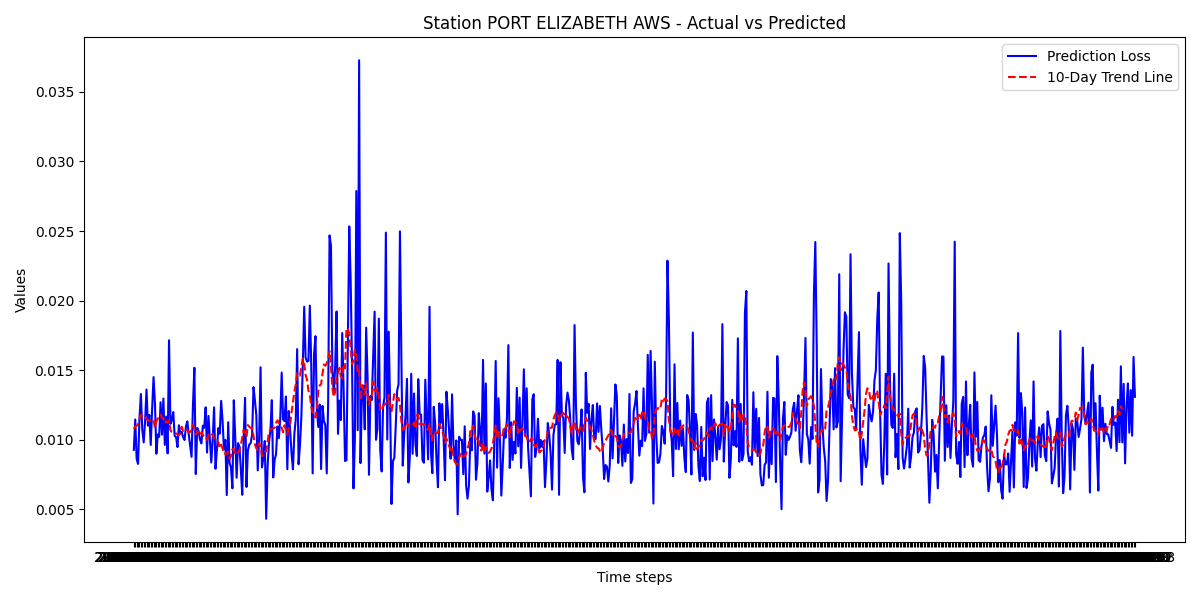 Station PORT ELIZABETH AWS - Actual vs Predicted
Prediction Loss
10-Day Trend Line
Values
0.035
0.030
0.025
0.020
0.015
0.010
0.005
Time steps